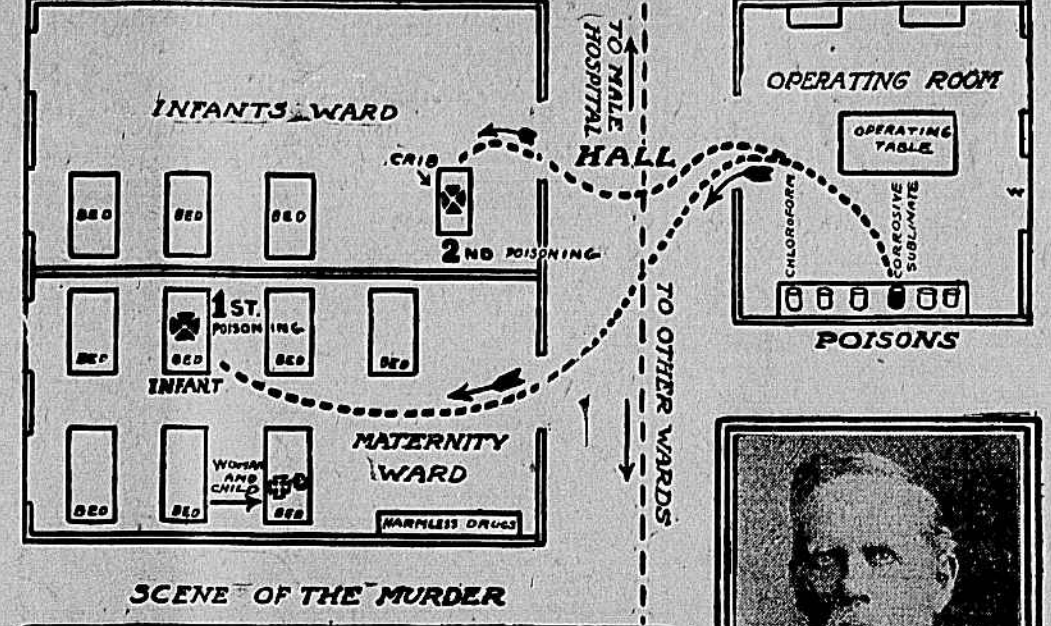 INFANTS WARD
CRIB
BED
BED
BED
2ND POISONING
1ST.
POISONING
BED
BED
BED
BED
INFANT
MATERNITY
WARD
WOMAN
AND
CHILD
BED
BED
BED
HARMLESS DRUGS
TO MALE
HOSPITAL
HALL
TO OTHER WARDS
OPERATING ROOM
OPERATING
TABLE
CHLOROFORM
CORROSIVE
SUBLIMATE
POISONS
SCENE OF THE MURDER